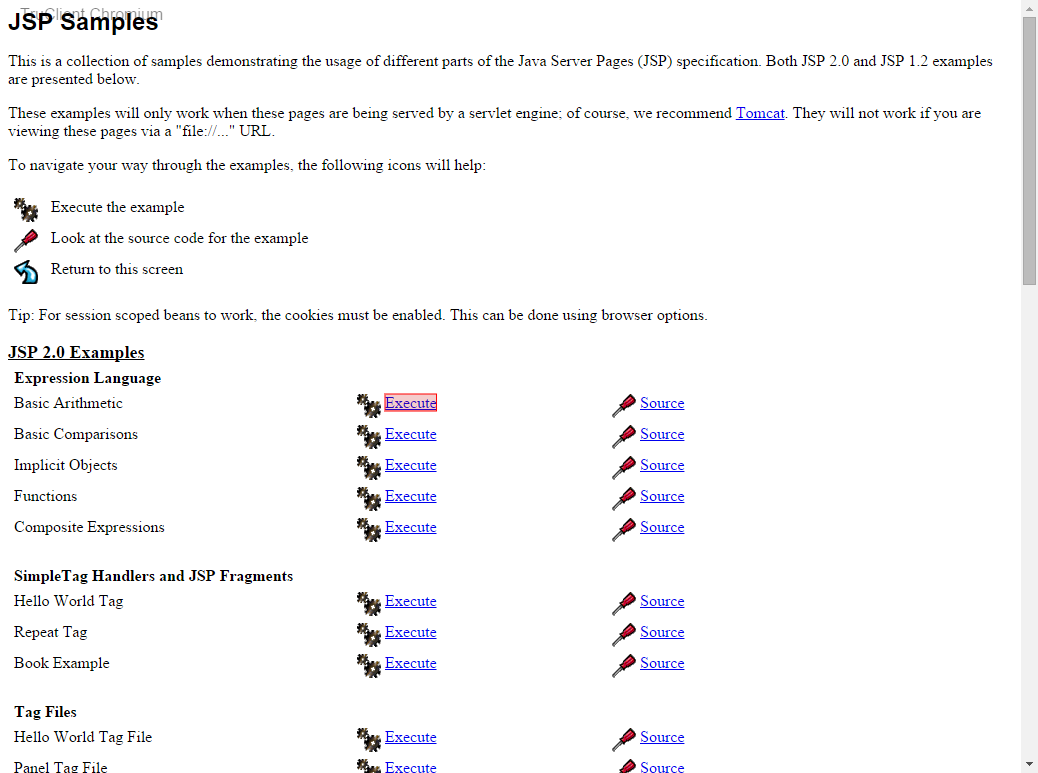 TruClient Chromium
JSP Samples
This is a collection of samples demonstrating the usage of different parts of the Java Server Pages (JSP) specification. Both JSP 2.0 and JSP 1.2 examples
are presented below.
These examples will only work when these pages are being served by a servlet engine; of course, we recommend Tomcat. They will not work if you are
viewing these pages via a "file://..." URL.
To navigate your way through the examples, the following icons will help:
Execute the example
Look at the source code for the example
Return to this screen
Tip: For session scoped beans to work, the cookies must be enabled. This can be done using browser options.
JSP 2.0 Examples
Expression Language
Basic Arithmetic Execute Source
Basic Comparisons Execute Source
Implicit Objects Execute Source
Functions Execute Source
Composite Expressions Execute Source
SimpleTag Handlers and JSP Fragments
Hello World Tag Execute Source
Repeat Tag Execute Source
Book Example Execute Source
Tag Files
Hello World Tag File Execute Source
Panel Tag File Execute Source